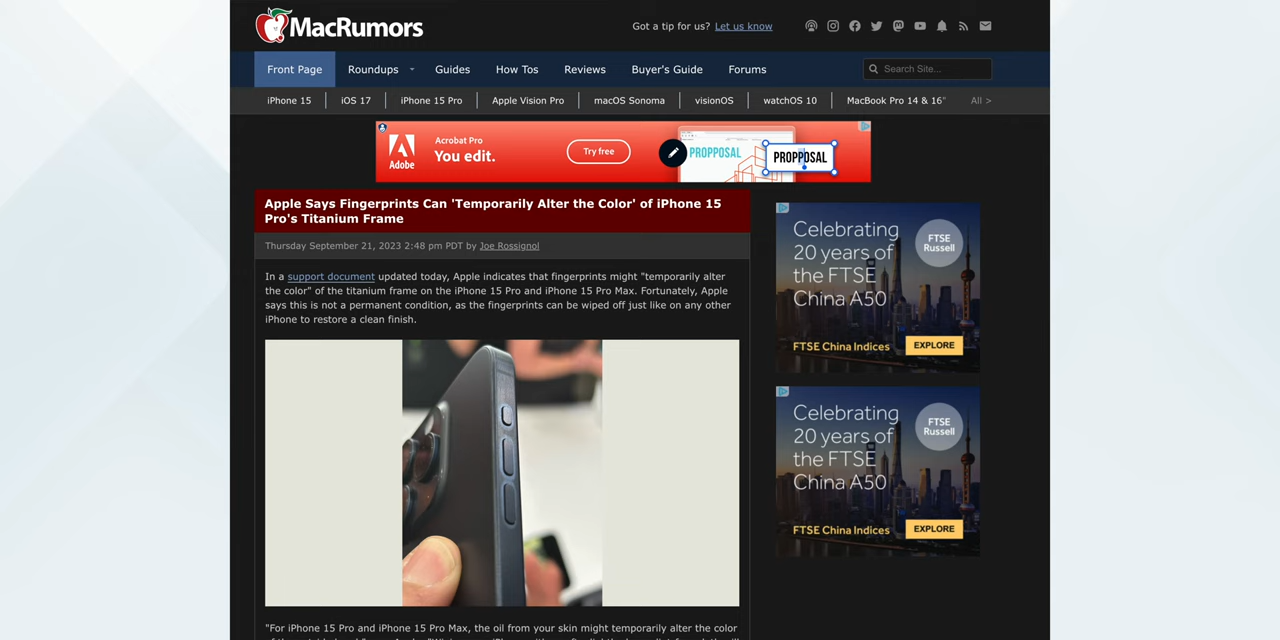 MacRumors
Got a tip for us? Let us know
Front Page
Roundups
Guides
How Tos
Reviews
Buyer's Guide
Forums
Search Site...
iPhone 15
iOS 17
iPhone 15 Pro
Apple Vision Pro
macOS Sonoma
visionOS
watchOS 10
MacBook Pro 14 & 16"
All >
Adobe
Acrobat Pro
You edit.
Try free
PROPPOSAL
PROPPOSAL
Apple Says Fingerprints Can 'Temporarily Alter the Color' of iPhone 15
Pro's Titanium Frame
Thursday September 21, 2023 2:48 pm PDT by Joe Rossignol
In a support document updated today, Apple indicates that fingerprints might "temporarily alter
the color" of the titanium frame on the iPhone 15 Pro and iPhone 15 Pro Max. Fortunately, Apple
says this is not a permanent condition, as the fingerprints can be wiped off just like on any other
iPhone to restore a clean finish.
"For iPhone 15 Pro and iPhone 15 Pro Max, the oil from your skin might temporarily alter the color
Celebrating
20 years of
the FTSE
China A50
FTSE
Russell
FTSE China Indices
EXPLORE
Celebrating
20 years of
the FTSE
China A50
FTSE
Russell
FTSE China Indices
EXPLORE